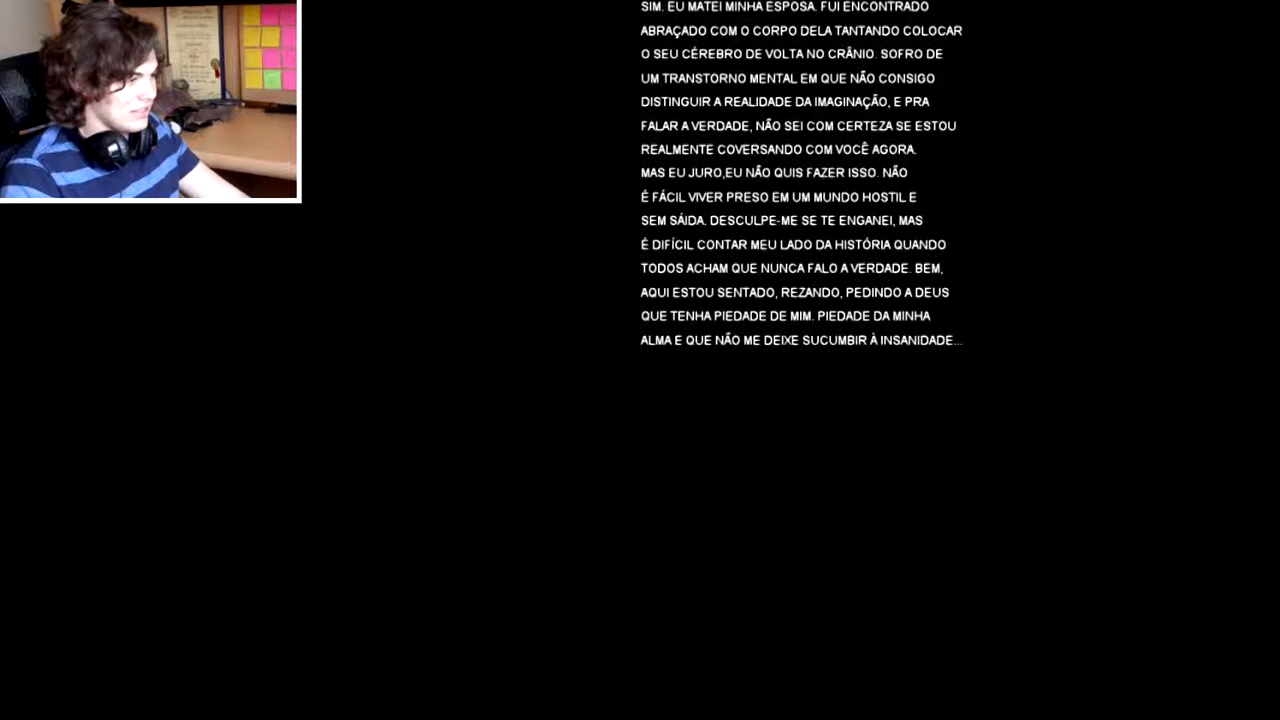 SIM. EU MATEI MINHA ESPOSA. FUI ENCONTRADO
ABRAÇADO COM O CORPO DELA TANTANDO COLOCAR
O SEU CÉREBRO DE VOLTA NO CRÂNIO. SOFRO DE
UM TRANSTORNO MENTAL EM QUE NÃO CONSIGO
DISTINGUIR A REALIDADE DA IMAGINAÇÃO, E PRA
FALAR A VERDADE, NÃO SEI COM CERTEZA SE ESTOU
REALMENTE COVERSANDO COM VOCÊ AGORA.
MAS EU JURO,EU NÃO QUIS FAZER ISSO. NÃO
É FÁCIL VIVER PRESO EM UM MUNDO HOSTIL E
SEM SÁIDA. DESCULPE-ME SE TE ENGANEI, MAS
É DIFÍCIL CONTAR MEU LADO DA HISTÓRIA QUANDO
TODOS ACHAM QUE NUNCA FALO A VERDADE. BEM,
AQUI ESTOU SENTADO, REZANDO, PEDINDO A DEUS
QUE TENHA PIEDADE DE MIM. PIEDADE DA MINHA
ALMA E QUE NÃO ME DEIXE SUCUMBIR À INSANIDADE...